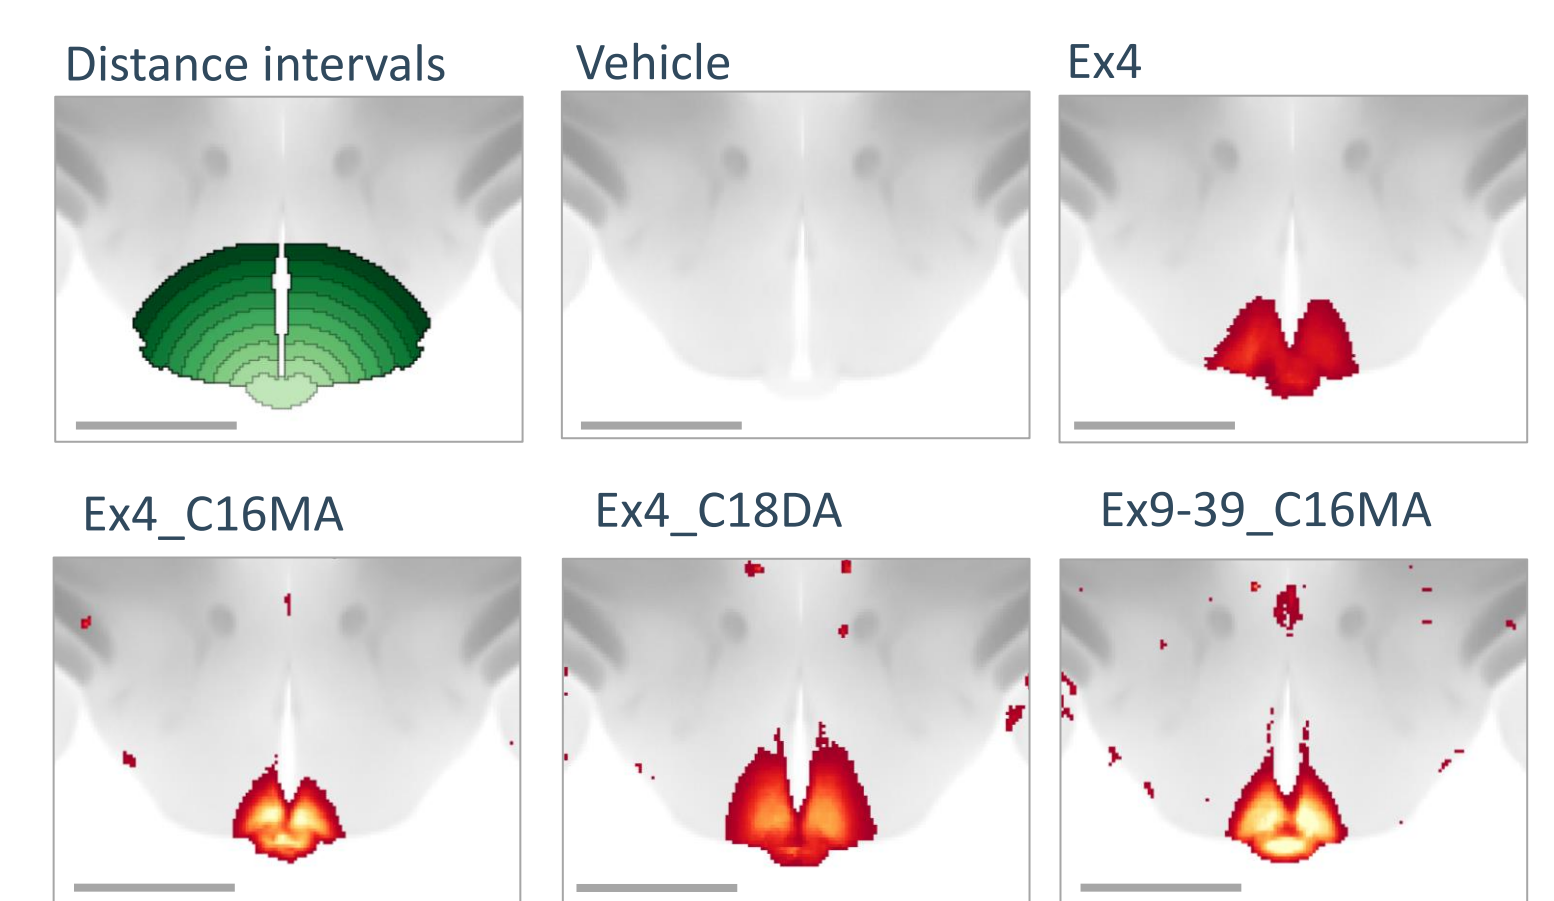 Distance intervals
Vehicle
Ex4
Ex4_C16MA
Ex4_C18DA
Ex9-39_C16MA